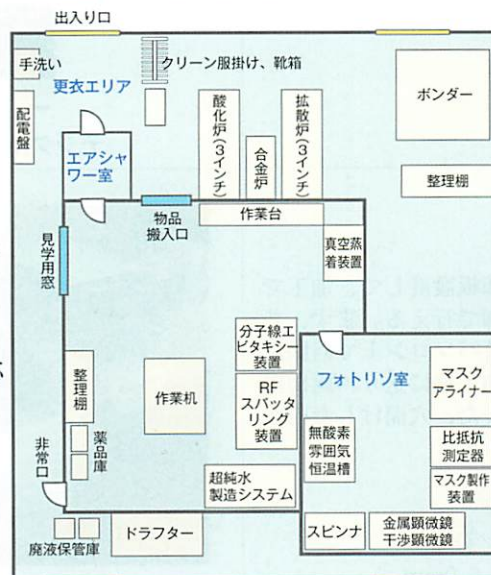 出入り口
手洗い
更衣エリア
クリーン服掛け、靴箱
配電盤
酸化炉(3インチ)
合金炉
拡散炉(3インチ)
ボンダー
エアシャ
ワー室
整理棚
物品
搬入口
作業台
真空蒸
着装置
見学用窓
分子線エ
ピタキシー
装置
フォトリソ室
整理棚
作業机
RF
スパッタ
リング
装置
マスク
アライナー
薬品庫
無酸素
雰囲気
恒温槽
比抵抗
測定器
非常口
超純水
製造システム
マスク製作
装置
スピンナ
金属顕微鏡
干渉顕微鏡
廃液保管庫
ドラフター